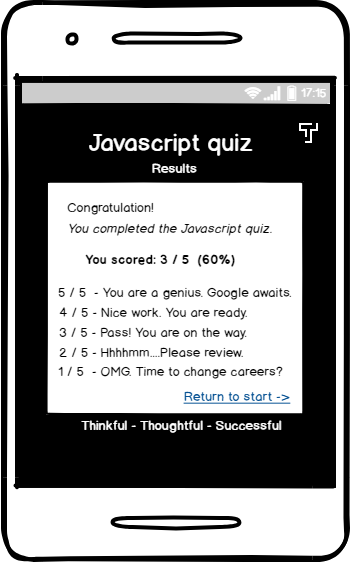 17:15
Javascript quiz
Results
Congratulation!
You completed the Javascript quiz.
You scored: 3 / 5 (60%)
5 / 5 - You are a genius. Google awaits.
4 / 5 - Nice work. You are ready.
3 / 5 - Pass! You are on the way.
2 / 5 - Hhhhmm....Please review.
1 / 5 - OMG. Time to change careers?
Return to start ->
Thinkful - Thoughtful - Successful